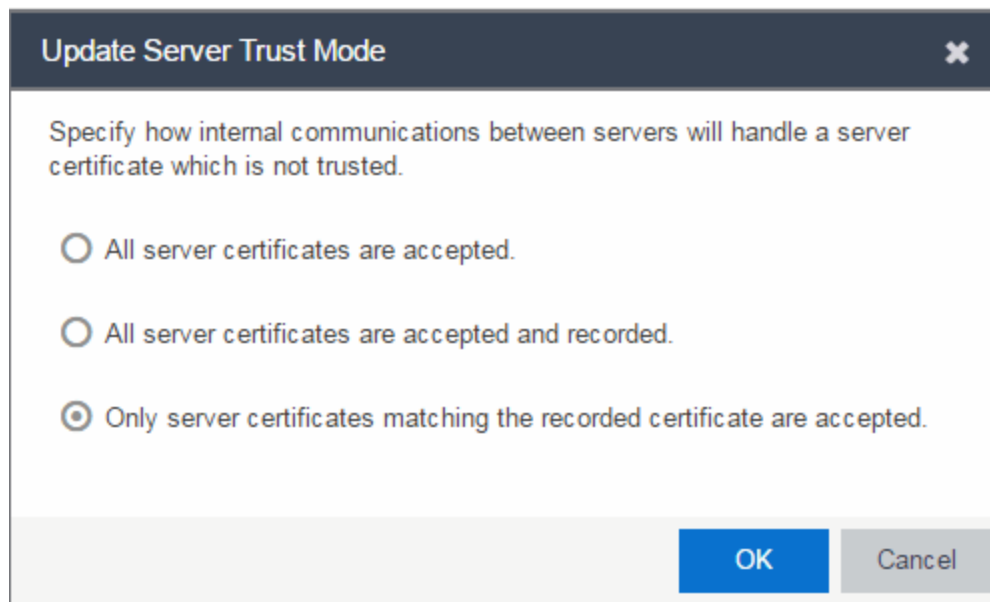 Update Server Trust Mode
Specify how internal communications between servers will handle a server
certificate which is not trusted.
All server certificates are accepted.
All server certificates are accepted and recorded.
Only server certificates matching the recorded certificate are accepted.
OK Cancel